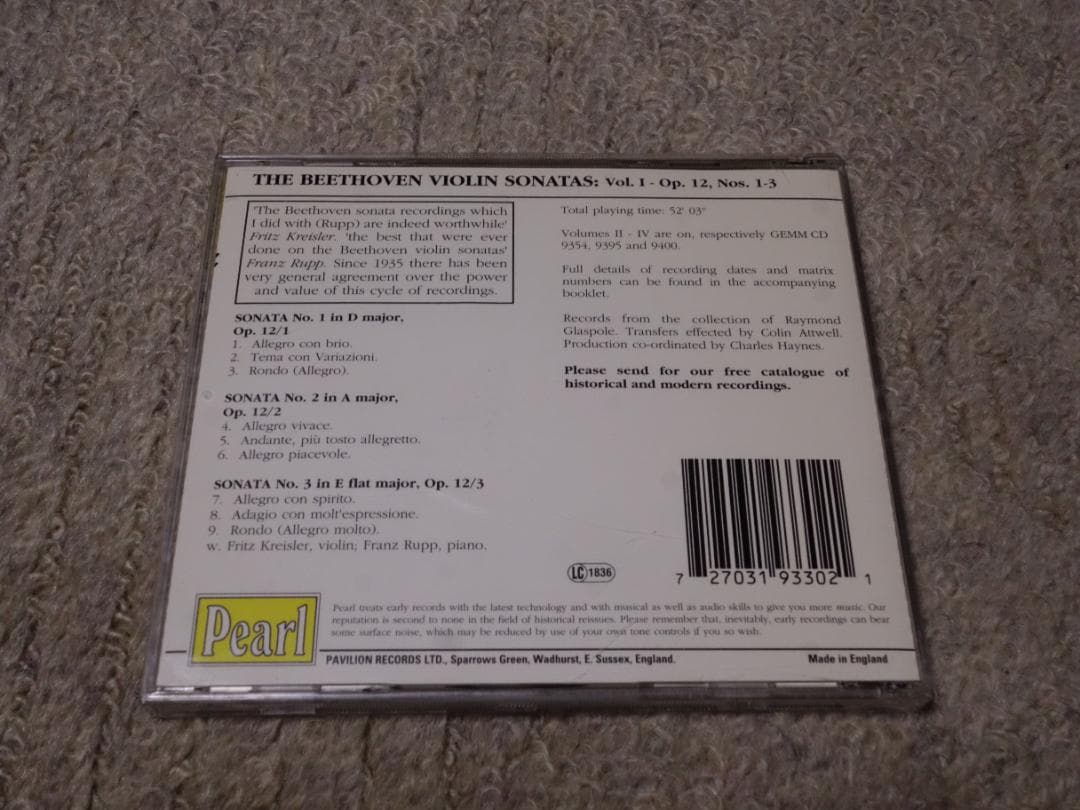 THE BEETHOVEN VIOLIN SONATAS: Vol. I - Op. 12, Nos. 1-3
'The Beethoven sonata recordings which
I did with (Rupp) are indeed worthwhile'
Fritz Kreisler. 'the best that were ever
done on the Beethoven violin sonatas'
Franz Rupp. Since 1935 there has been
very general agreement over the power
and value of this cycle of recordings.
SONATA No. 1 in D major,
Op. 12/1
1. Allegro con brio.
2. Tema con Variazioni.
3. Rondo (Allegro).
SONATA No. 2 in A major,
Op. 12/2
4. Allegro vivace.
5. Andante, più tosto allegretto.
6. Allegro piacevole.
SONATA No. 3 in E flat major, Op. 12/3
7. Allegro con spirito.
8. Adagio con molt'espressione.
9. Rondo (Allegro molto).
w. Fritz Kreisler, violin; Franz Rupp, piano.
Total playing time: 52' 03"
Volumes II - IV are on, respectively GEMM CD
9354, 9395 and 9400.
Full details of recording dates and matrix
numbers can be found in the accompanying
booklet.
Records from the collection of Raymond
Glaspole. Transfers effected by Colin Attwell.
Production co-ordinated by Charles Haynes.
Please send for our free catalogue of
historical and modern recordings.
LC 1836
7 27031 93302 1
Pearl
Pearl treats early records with the latest technology and with musical as well as audio skills to give you more music. Our
reputation is second to none in the field of historical reissues. Please remember that, inevitably, early recordings can bear
some surface noise, which may be reduced by use of your own tone controls if you so wish.
PAVILION RECORDS LTD., Sparrows Green, Wadhurst, E. Sussex, England.
Made in England